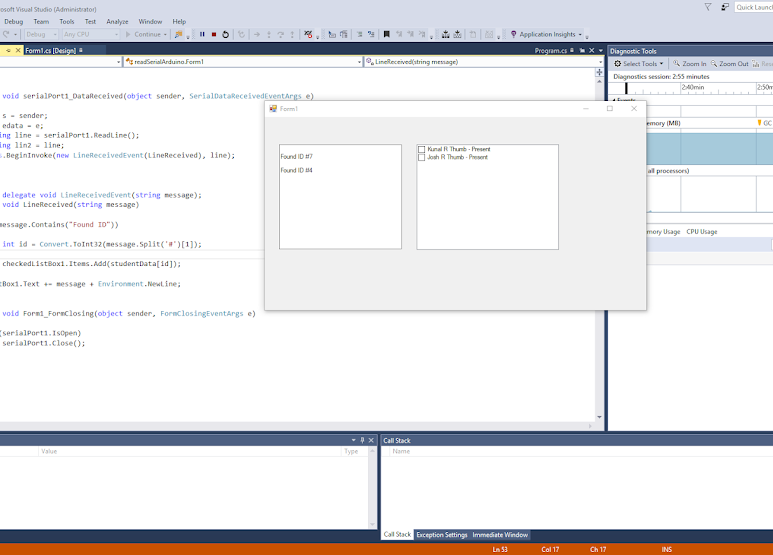 osoft Visual Studio (Administrator)
Quick Launc
Debug Team Tools Test Analyze Window Help
Debug Any CPU Continue Application Insights
Form1.cs [Design] Program.cs
readSerialArduino.Form1 LineReceived(string message)
void serialPort1_DataReceived(object sender, SerialDataReceivedEventArgs e)
s = sender;
edata = e;
ing line = serialPort1.ReadLine();
ing lin2 = line;
s.BeginInvoke(new LineReceivedEvent(LineReceived), line);
delegate void LineReceivedEvent(string message);
void LineReceived(string message)
message.Contains("Found ID"))
int id = Convert.ToInt32(message.Split('#')[1]);
checkedListBox1.Items.Add(studentData[id]);
tBox1.Text += message + Environment.NewLine;
void Form1_FormClosing(object sender, FormClosingEventArgs e)
(serialPort1.IsOpen)
serialPort1.Close();
Form1
Found ID #7
Found ID #4
Kunal R Thumb - Present
Josh R Thumb - Present
Diagnostic Tools
Select Tools Zoom In Zoom Out Res
Diagnostics session: 2:55 minutes
2:40min 2:50m
Events
emory (MB) GC
all processors)
mory Usage CPU Usage
Value Type
Call Stack
Name
Call Stack Exception Settings Immediate Window
Ln 53 Col 17 Ch 17 INS